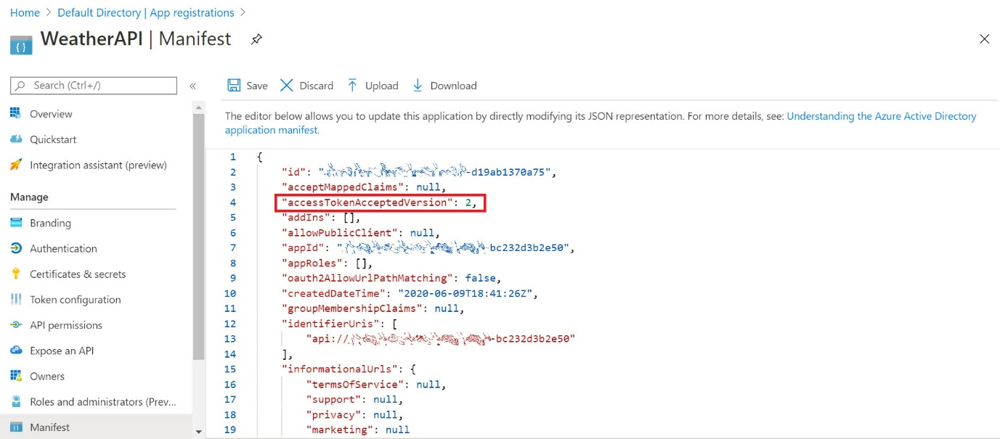 Home > Default Directory | App registrations >
WeatherAPI | Manifest
Search (Ctrl+/)
«
Save
Discard
Upload
Download
Overview
Quickstart
Integration assistant (preview)
Manage
Branding
Authentication
Certificates & secrets
Token configuration
API permissions
Expose an API
Owners
Roles and administrators (Prev...
Manifest
The editor below allows you to update this application by directly modifying its JSON representation. For more details, see: Understanding the Azure Active Directory
application manifest.
1 {
2 "id": "-d19ab1370a75",
3 "acceptMappedClaims": null,
4 "accessTokenAcceptedVersion": 2,
5 "addIns": [],
6 "allowPublicClient": null,
7 "appId": "-bc232d3b2e50",
8 "appRoles": [],
9 "oauth2AllowUrlPathMatching": false,
10 "createdDateTime": "2020-06-09T18:41:26Z",
11 "groupMembershipClaims": null,
12 "identifierUris": [
13 "api://-bc232d3b2e50"
14 ],
15 "informationalUrls": {
16 "termsOfService": null,
17 "support": null,
18 "privacy": null,
19 "marketing": null